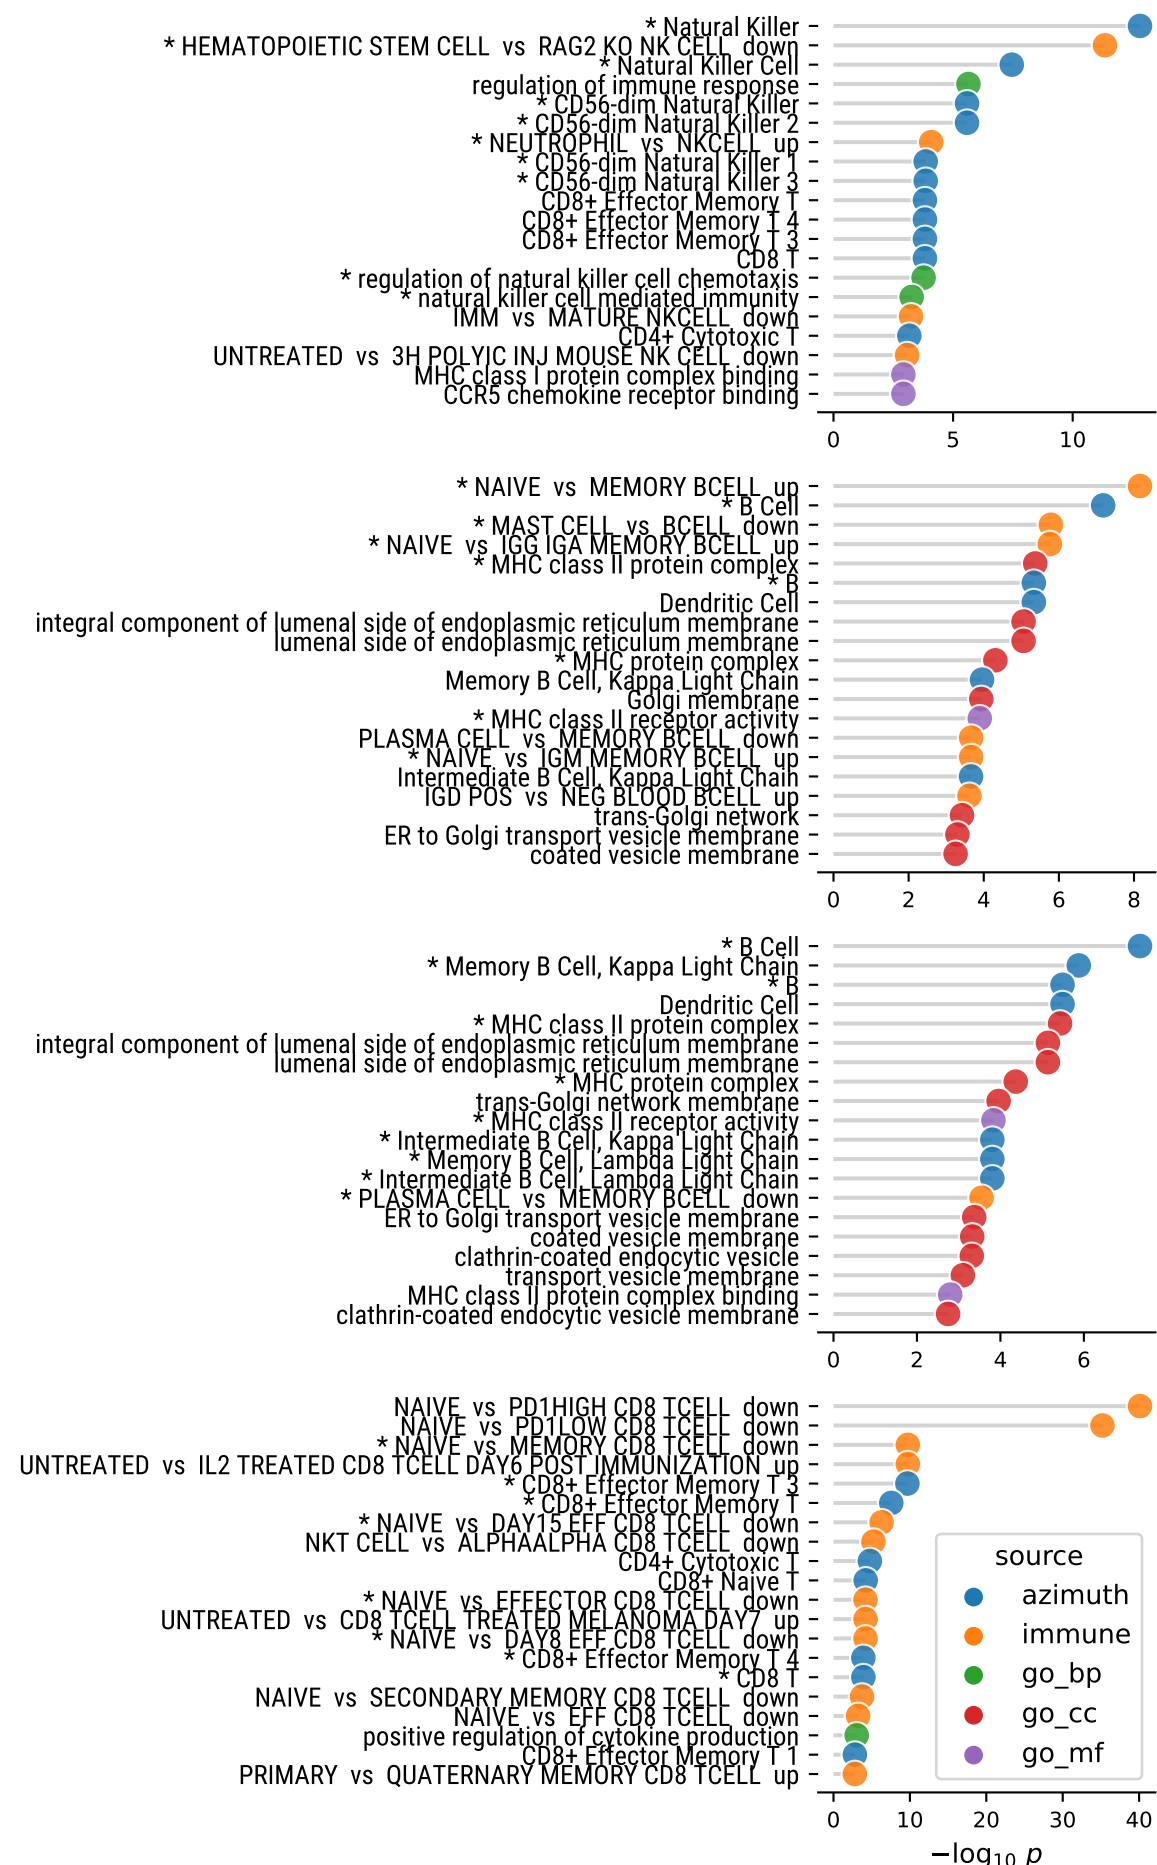 * Natural Killer
* HEMATOPOIETIC STEM CELL vs RAG2 KO NK CELL down
* Natural Killer Cell
regulation of immune response
* CD56-dim Natural Killer
* CD56-dim Natural Killer 2
* NEUTROPHIL vs NKCELL up
* CD56-dim Natural Killer 1
* CD56-dim Natural Killer 3
CD8+ Effector Memory T
CD8+ Effector Memory T 4
CD8+ Effector Memory T 3
CD8 T
* regulation of natural killer cell chemotaxis
* natural killer cell mediated immunity
IMM vs MATURE NKCELL down
CD4+ Cytotoxic T
UNTREATED vs 3H POLYIC INJ MOUSE NK CELL down
MHC class I protein complex binding
CCR5 chemokine receptor binding
0 5 10
* NAIVE vs MEMORY BCELL up
* B Cell
* MAST CELL vs BCELL down
* NAIVE vs IGG IGA MEMORY BCELL up
* MHC class II protein complex
* B
Dendritic Cell
integral component of lumenal side of endoplasmic reticulum membrane
lumenal side of endoplasmic reticulum membrane
* MHC protein complex
Memory B Cell, Kappa Light Chain
Golgi membrane
* MHC class II receptor activity
PLASMA CELL vs MEMORY BCELL down
* NAIVE vs IGM MEMORY BCELL up
Intermediate B Cell, Kappa Light Chain
IGD POS vs NEG BLOOD BCELL up
trans-Golgi network
ER to Golgi transport vesicle membrane
coated vesicle membrane
0 2 4 6 8
* B Cell
* Memory B Cell, Kappa Light Chain
* B
Dendritic Cell
* MHC class II protein complex
integral component of lumenal side of endoplasmic reticulum membrane
lumenal side of endoplasmic reticulum membrane
* MHC protein complex
trans-Golgi network membrane
* MHC class II receptor activity
* Intermediate B Cell, Kappa Light Chain
* Memory B Cell, Lambda Light Chain
* Intermediate B Cell, Lambda Light Chain
* PLASMA CELL vs MEMORY BCELL down
ER to Golgi transport vesicle membrane
coated vesicle membrane
clathrin-coated endocytic vesicle
transport vesicle membrane
MHC class II protein complex binding
clathrin-coated endocytic vesicle membrane
0 2 4 6
NAIVE vs PD1HIGH CD8 TCELL down
NAIVE vs PD1LOW CD8 TCELL down
* NAIVE vs MEMORY CD8 TCELL down
UNTREATED vs IL2 TREATED CD8 TCELL DAY6 POST IMMUNIZATION up
* CD8+ Effector Memory T 3
* CD8+ Effector Memory T
* NAIVE vs DAY15 EFF CD8 TCELL down
NKT CELL vs ALPHAALPHA CD8 TCELL down
CD4+ Cytotoxic T
CD8+ Naive T
* NAIVE vs EFFECTOR CD8 TCELL down
UNTREATED vs CD8 TCELL TREATED MELANOMA DAY7 up
* NAIVE vs DAY8 EFF CD8 TCELL down
* CD8+ Effector Memory T 4
* CD8 T
NAIVE vs SECONDARY MEMORY CD8 TCELL down
NAIVE vs EFF CD8 TCELL down
positive regulation of cytokine production
CD8+ Effector Memory T 1
PRIMARY vs QUATERNARY MEMORY CD8 TCELL up
source
azimuth
immune
go_bp
go_cc
go_mf
0 10 20 30 40
−log₁₀ p